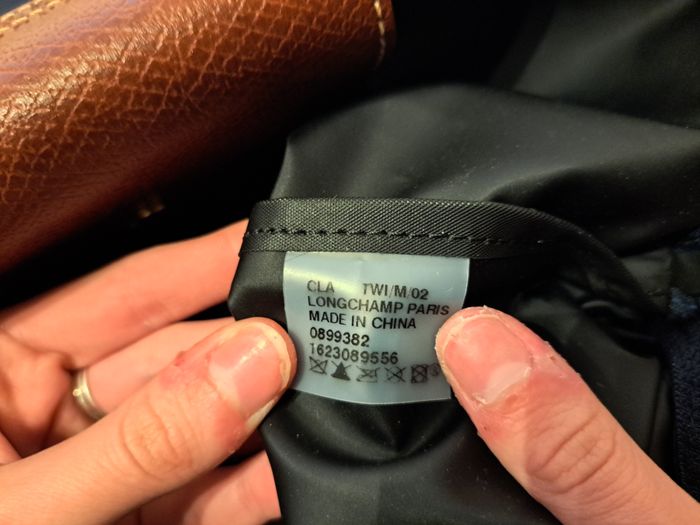 CLA TWI/M/02
LONGCHAMP PARIS
MADE IN CHINA
0899382
1623089556